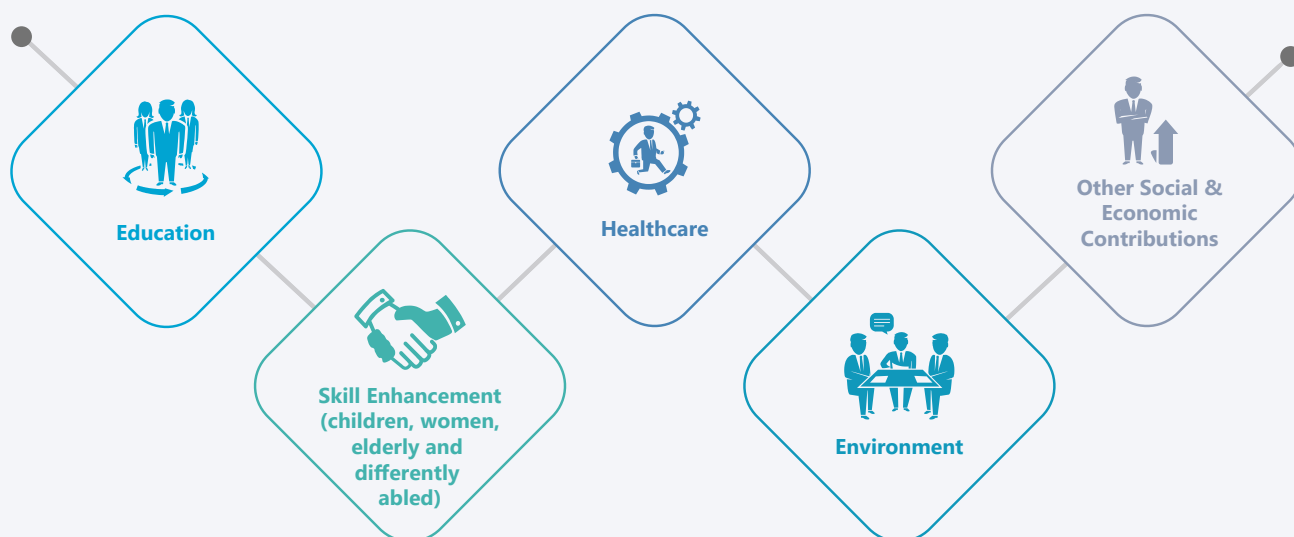 Education
Skill Enhancement
(children, women,
elderly and
differently
abled)
Healthcare
Environment
Other Social &
Economic
Contributions